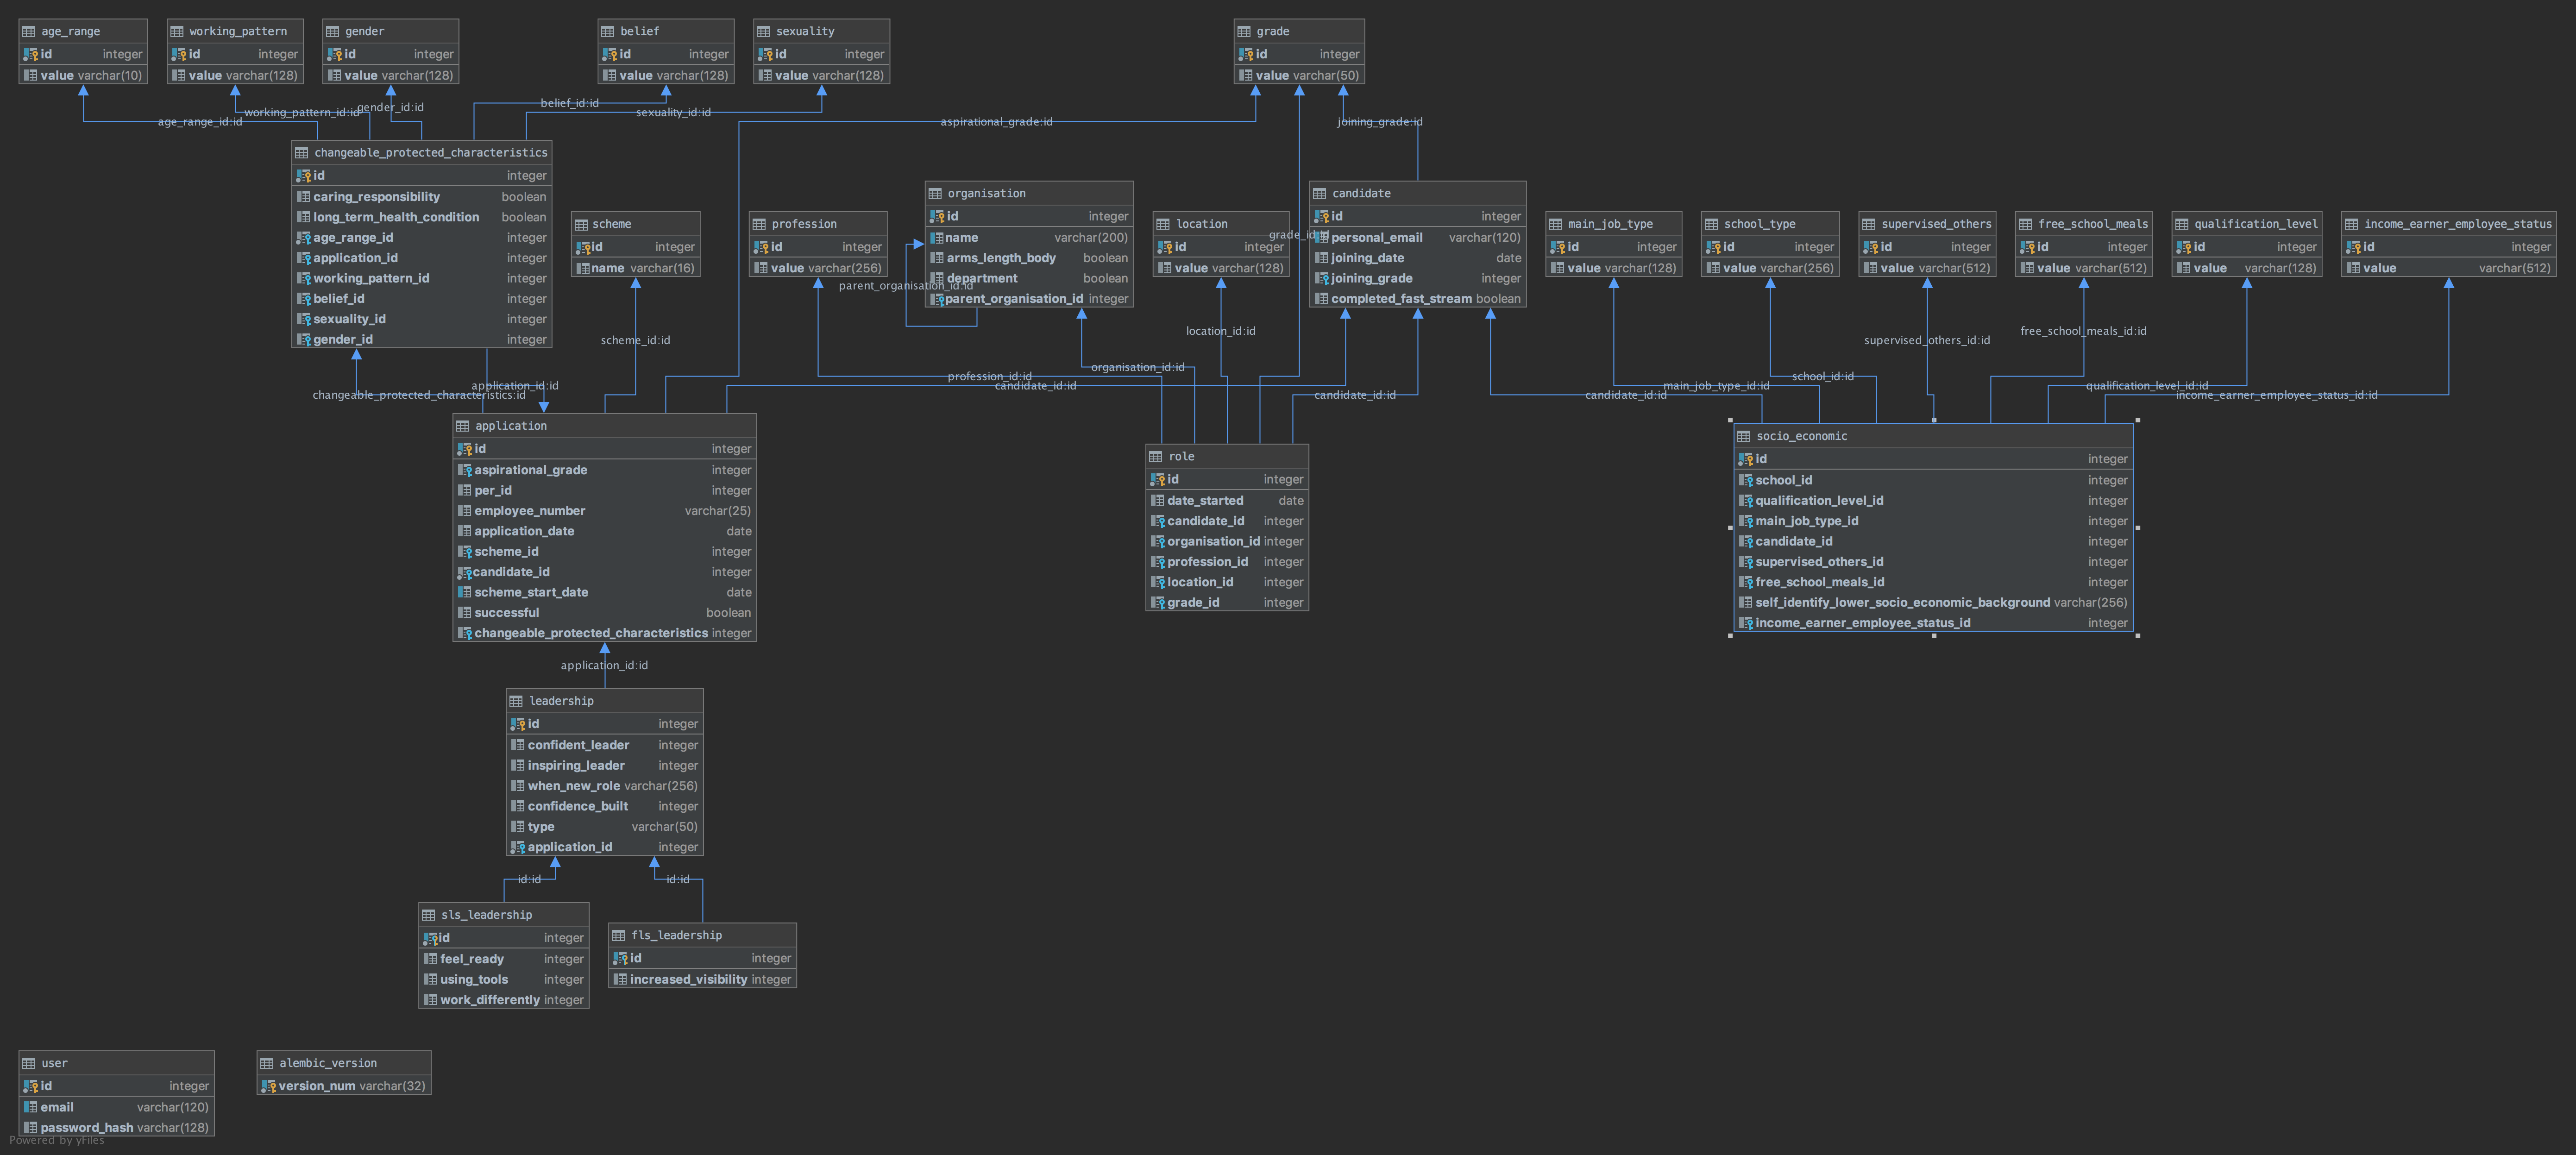 age_range
id integer
value varchar(10)
working_pattern
id integer
value varchar(128)
gender
id integer
value varchar(128)
belief
id integer
value varchar(128)
sexuality
id integer
value varchar(128)
grade
id integer
value varchar(50)
age_range_id:id
working_pattern_id:id
gender_id:id
belief_id:id
sexuality_id:id
aspirational_grade:id
joining_grade:id
changeable_protected_characteristics
id integer
caring_responsibility boolean
long_term_health_condition boolean
age_range_id integer
application_id integer
working_pattern_id integer
belief_id integer
sexuality_id integer
gender_id integer
scheme
id integer
name varchar(16)
profession
id integer
value varchar(256)
organisation
id integer
name varchar(200)
arms_length_body boolean
department boolean
parent_organisation_id integer
parent_organisation_id:id
location
id integer
value varchar(128)
grade_id
candidate
id integer
personal_email varchar(120)
joining_date date
joining_grade integer
completed_fast_stream boolean
main_job_type
id integer
value varchar(128)
school_type
id integer
value varchar(256)
supervised_others
id integer
value varchar(512)
free_school_meals
id integer
value varchar(512)
qualification_level
id integer
value varchar(128)
income_earner_employee_status
id integer
value varchar(512)
changeable_protected_characteristics:id
application_id:id
scheme_id:id
profession_id:id
candidate_id:id
organisation_id:id
location_id:id
candidate_id:id
candidate_id:id
main_job_type_id:id
school_id:id
supervised_others_id:id
free_school_meals_id:id
qualification_level_id:id
income_earner_employee_status_id:id
application
id integer
aspirational_grade integer
per_id integer
employee_number varchar(25)
application_date date
scheme_id integer
candidate_id integer
scheme_start_date date
successful boolean
changeable_protected_characteristics integer
role
id integer
date_started date
candidate_id integer
organisation_id integer
profession_id integer
location_id integer
grade_id integer
socio_economic
id integer
school_id integer
qualification_level_id integer
main_job_type_id integer
candidate_id integer
supervised_others_id integer
free_school_meals_id integer
self_identify_lower_socio_economic_background varchar(256)
income_earner_employee_status_id integer
application_id:id
leadership
id integer
confident_leader integer
inspiring_leader integer
when_new_role varchar(256)
confidence_built integer
type varchar(50)
application_id integer
id:id
id:id
sls_leadership
id integer
feel_ready integer
using_tools integer
work_differently integer
fls_leadership
id integer
increased_visibility integer
user
id integer
email varchar(120)
password_hash varchar(128)
alembic_version
version_num varchar(32)
Powered by yFiles